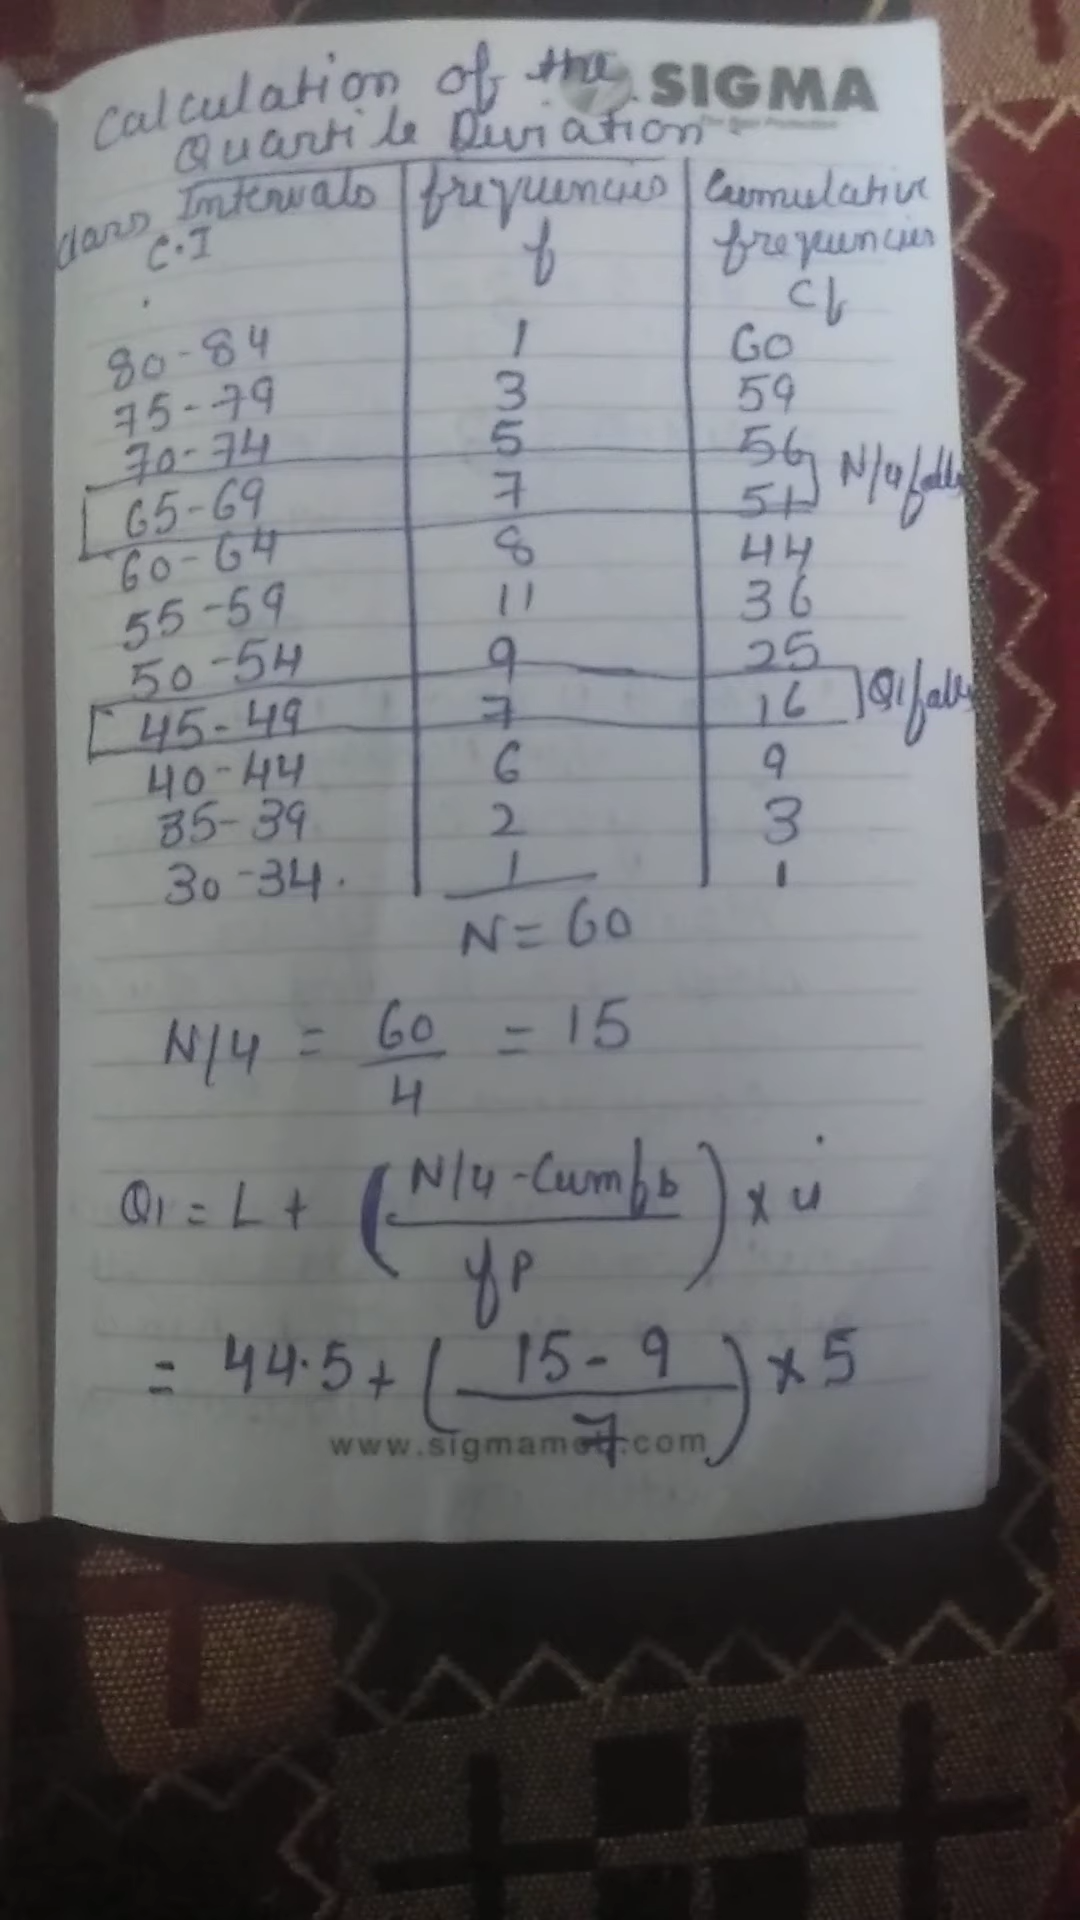 Calculation of the SIGMA
Quartile Deviation
Class Intervals frequencies Cumulative
C.I f frequencies
Cf
80-84 1 60
75-79 3 59
70-74 5 56
65-69 7 51 N/4 falls
60-64 8 44
55-59 11 36
50-54 9 25
45-49 7 16 Q1 falls
40-44 6 9
35-39 2 3
30-34. 1 1
N = 60
N/4 = 60/4 = 15
Q1 = L + (N/4 - Cumfb / fp) × i
= 44.5 + (15 - 9 / 7) × 5